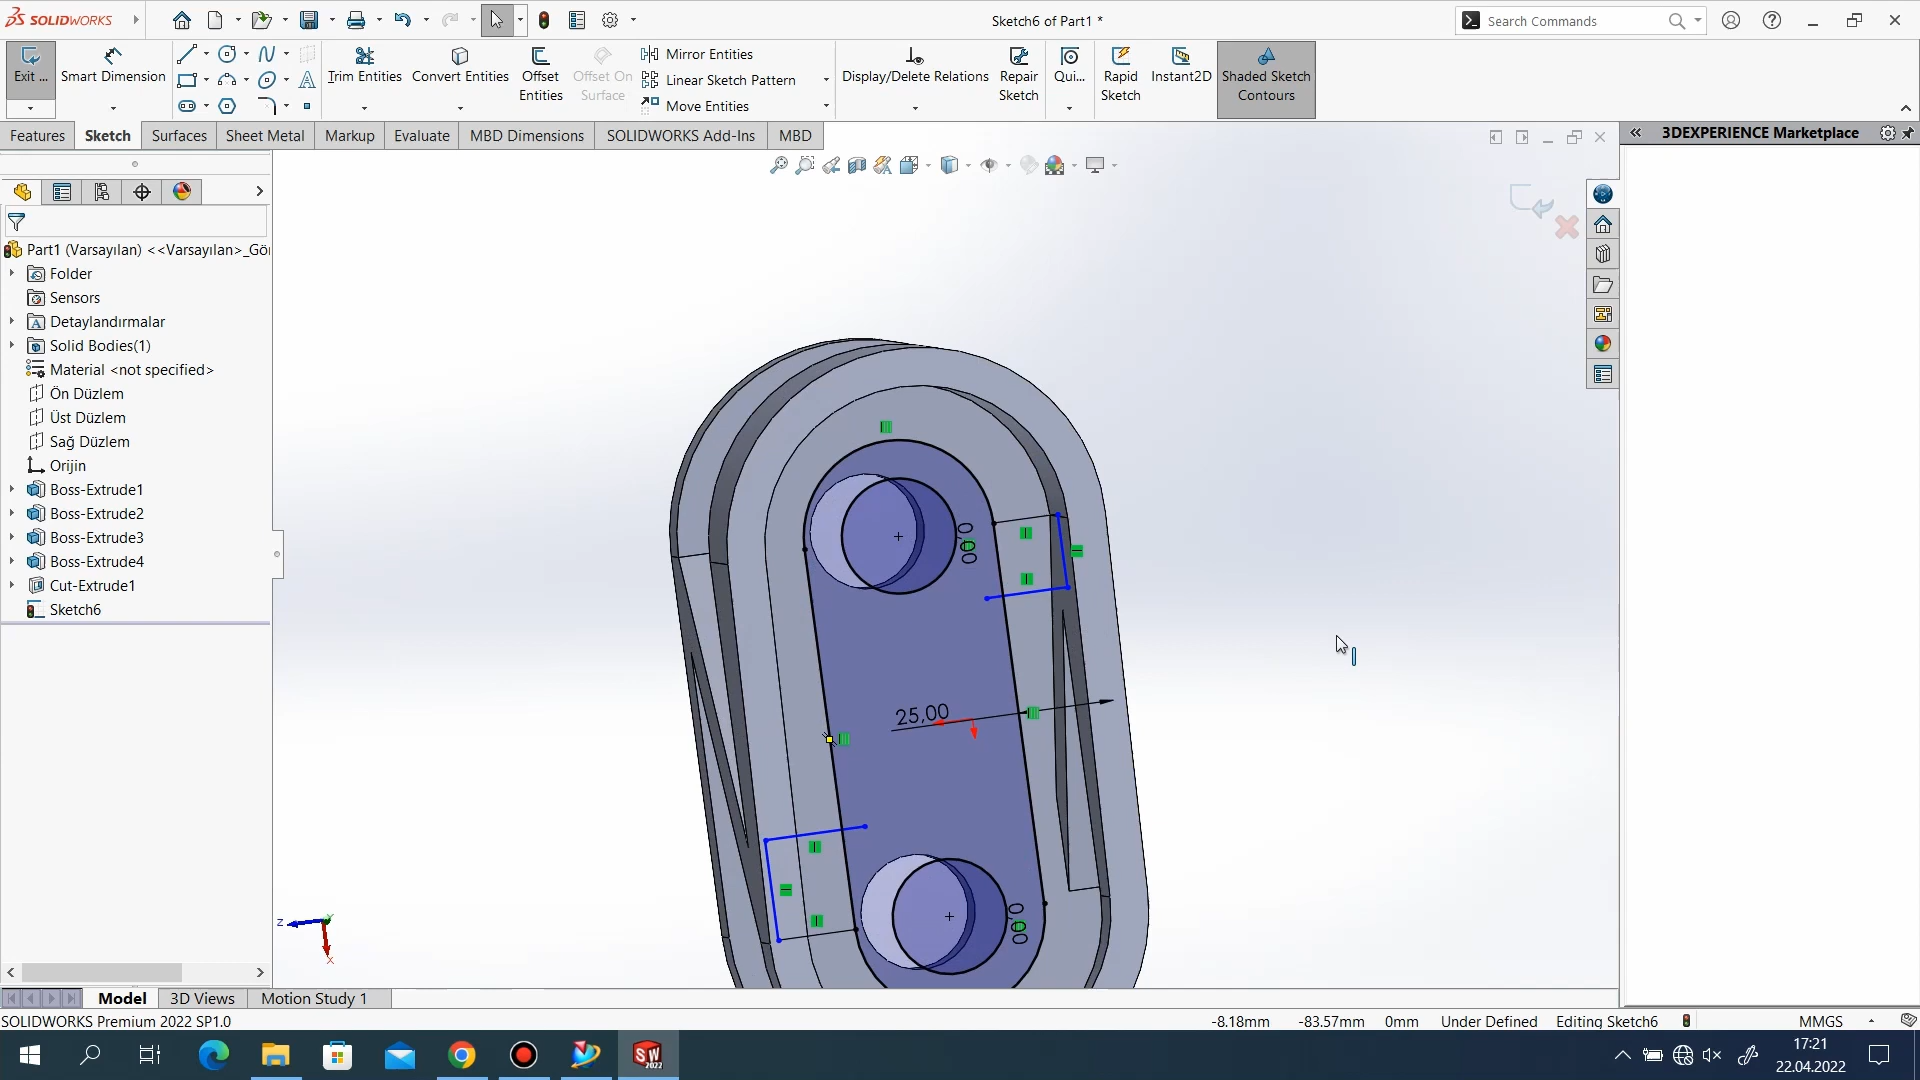 SOLIDWORKS
Sketch6 of Part1 *
Search Commands
Exit ...
Smart Dimension
Trim Entities
Convert Entities
Offset Entities
Offset On Surface
Mirror Entities
Linear Sketch Pattern
Move Entities
Display/Delete Relations
Repair Sketch
Qui...
Rapid Sketch
Instant2D
Shaded Sketch Contours
Features
Sketch
Surfaces
Sheet Metal
Markup
Evaluate
MBD Dimensions
SOLIDWORKS Add-Ins
MBD
3DEXPERIENCE Marketplace
Part1 (Varsayılan) <<Varsayılan>_Gö
Folder
Sensors
Detaylandırmalar
Solid Bodies(1)
Material <not specified>
Ön Düzlem
Üst Düzlem
Sağ Düzlem
Orijin
Boss-Extrude1
Boss-Extrude2
Boss-Extrude3
Boss-Extrude4
Cut-Extrude1
Sketch6
25,00
Z
X
Model
3D Views
Motion Study 1
SOLIDWORKS Premium 2022 SP1.0
-8.18mm
-83.57mm
0mm
Under Defined
Editing Sketch6
MMGS
SW
2022
17:21
22.04.2022